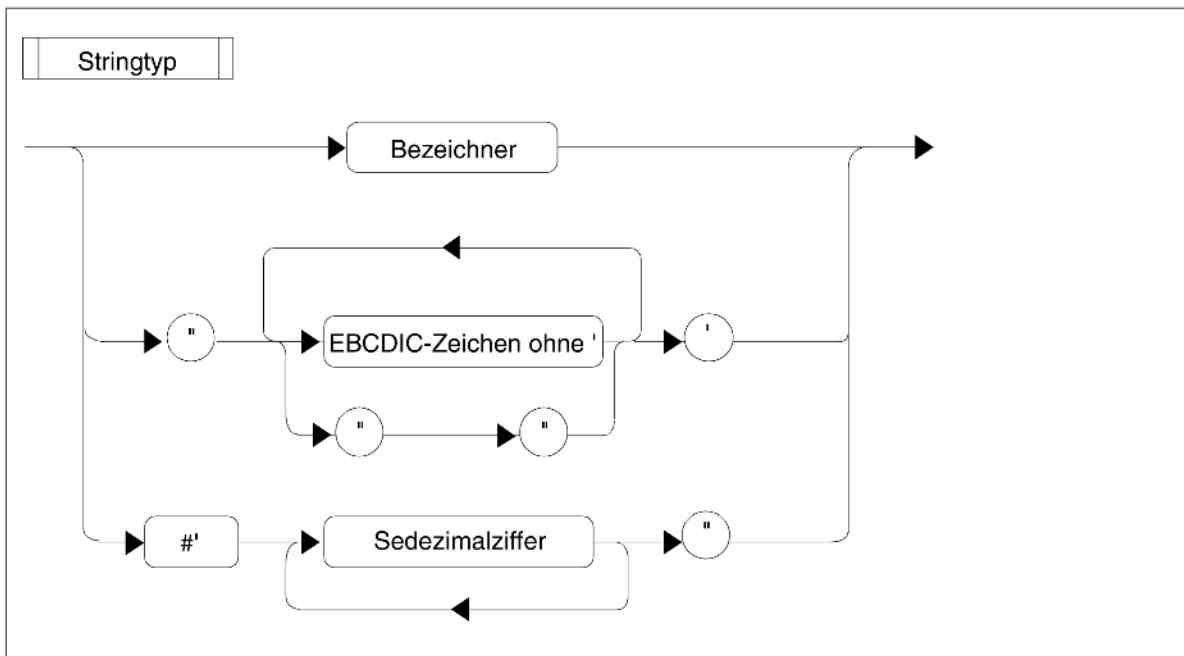 Stringtyp
Bezeichner
" EBCDIC-Zeichen ohne ' '
" "
#' Sedezimalziffer "